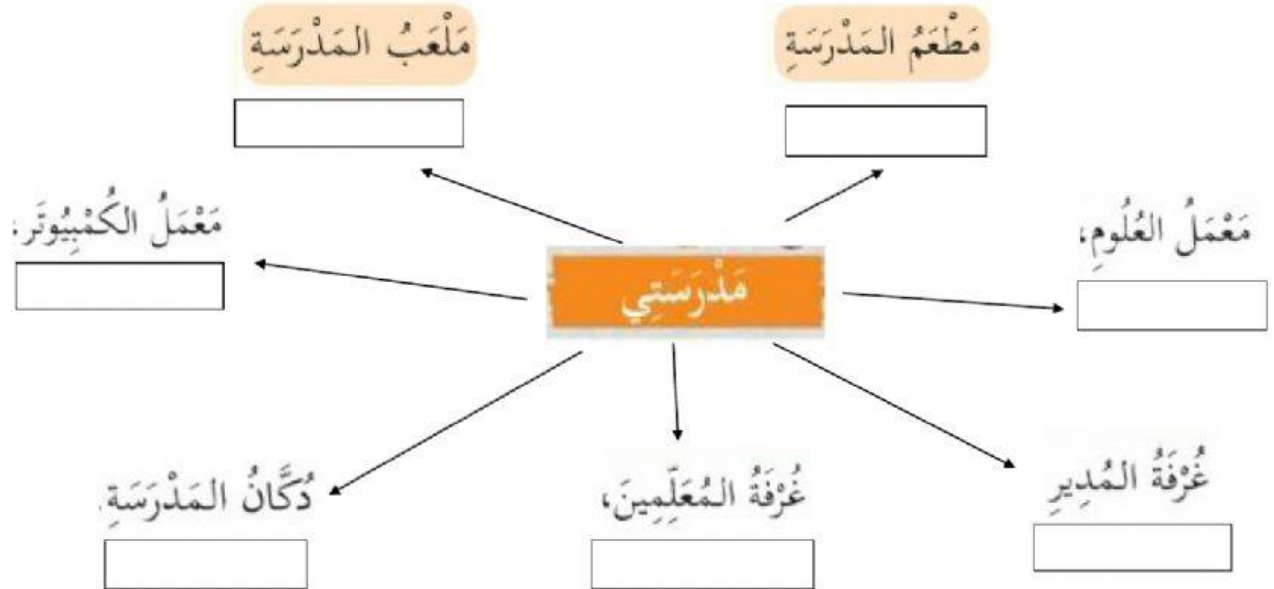 مَطْعَمُ المَدْرَسَةِ
مَلْعَبُ المَدْرَسَةِ
مَعْمَلُ العُلُومِ،
مَعْمَلُ الكُمْبِيُوتَر،
مَدْرَسَتِي
غُرْفَةُ المُدِيرِ
غُرْفَةُ المُعَلِّمِينَ،
دُكَّانُ المَدْرَسَةِ.